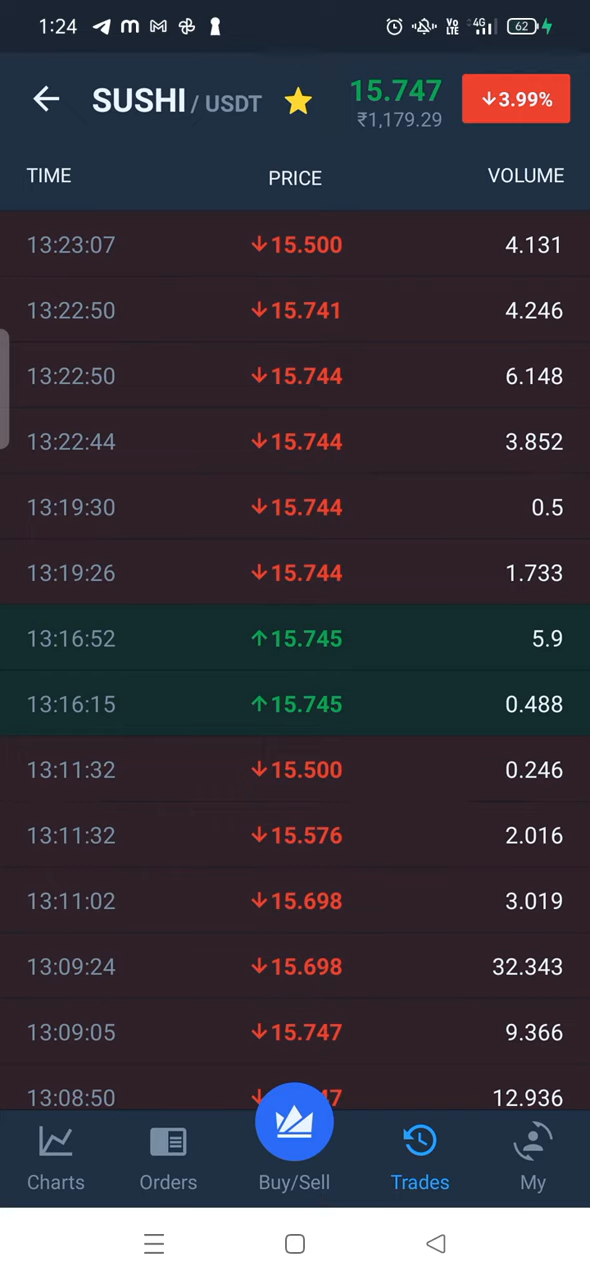 1:24 VoLTE 4G 62
SUSHI / USDT 15.747 ↓3.99%
₹1,179.29
TIME PRICE VOLUME
13:23:07 ↓15.500 4.131
13:22:50 ↓15.741 4.246
13:22:50 ↓15.744 6.148
13:22:44 ↓15.744 3.852
13:19:30 ↓15.744 0.5
13:19:26 ↓15.744 1.733
13:16:52 ↑15.745 5.9
13:16:15 ↑15.745 0.488
13:11:32 ↓15.500 0.246
13:11:32 ↓15.576 2.016
13:11:02 ↓15.698 3.019
13:09:24 ↓15.698 32.343
13:09:05 ↓15.747 9.366
13:08:50 12.936
Charts Orders Buy/Sell Trades My